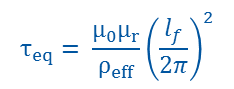 τeq = μ0μr/ρeff (lf/2π)²